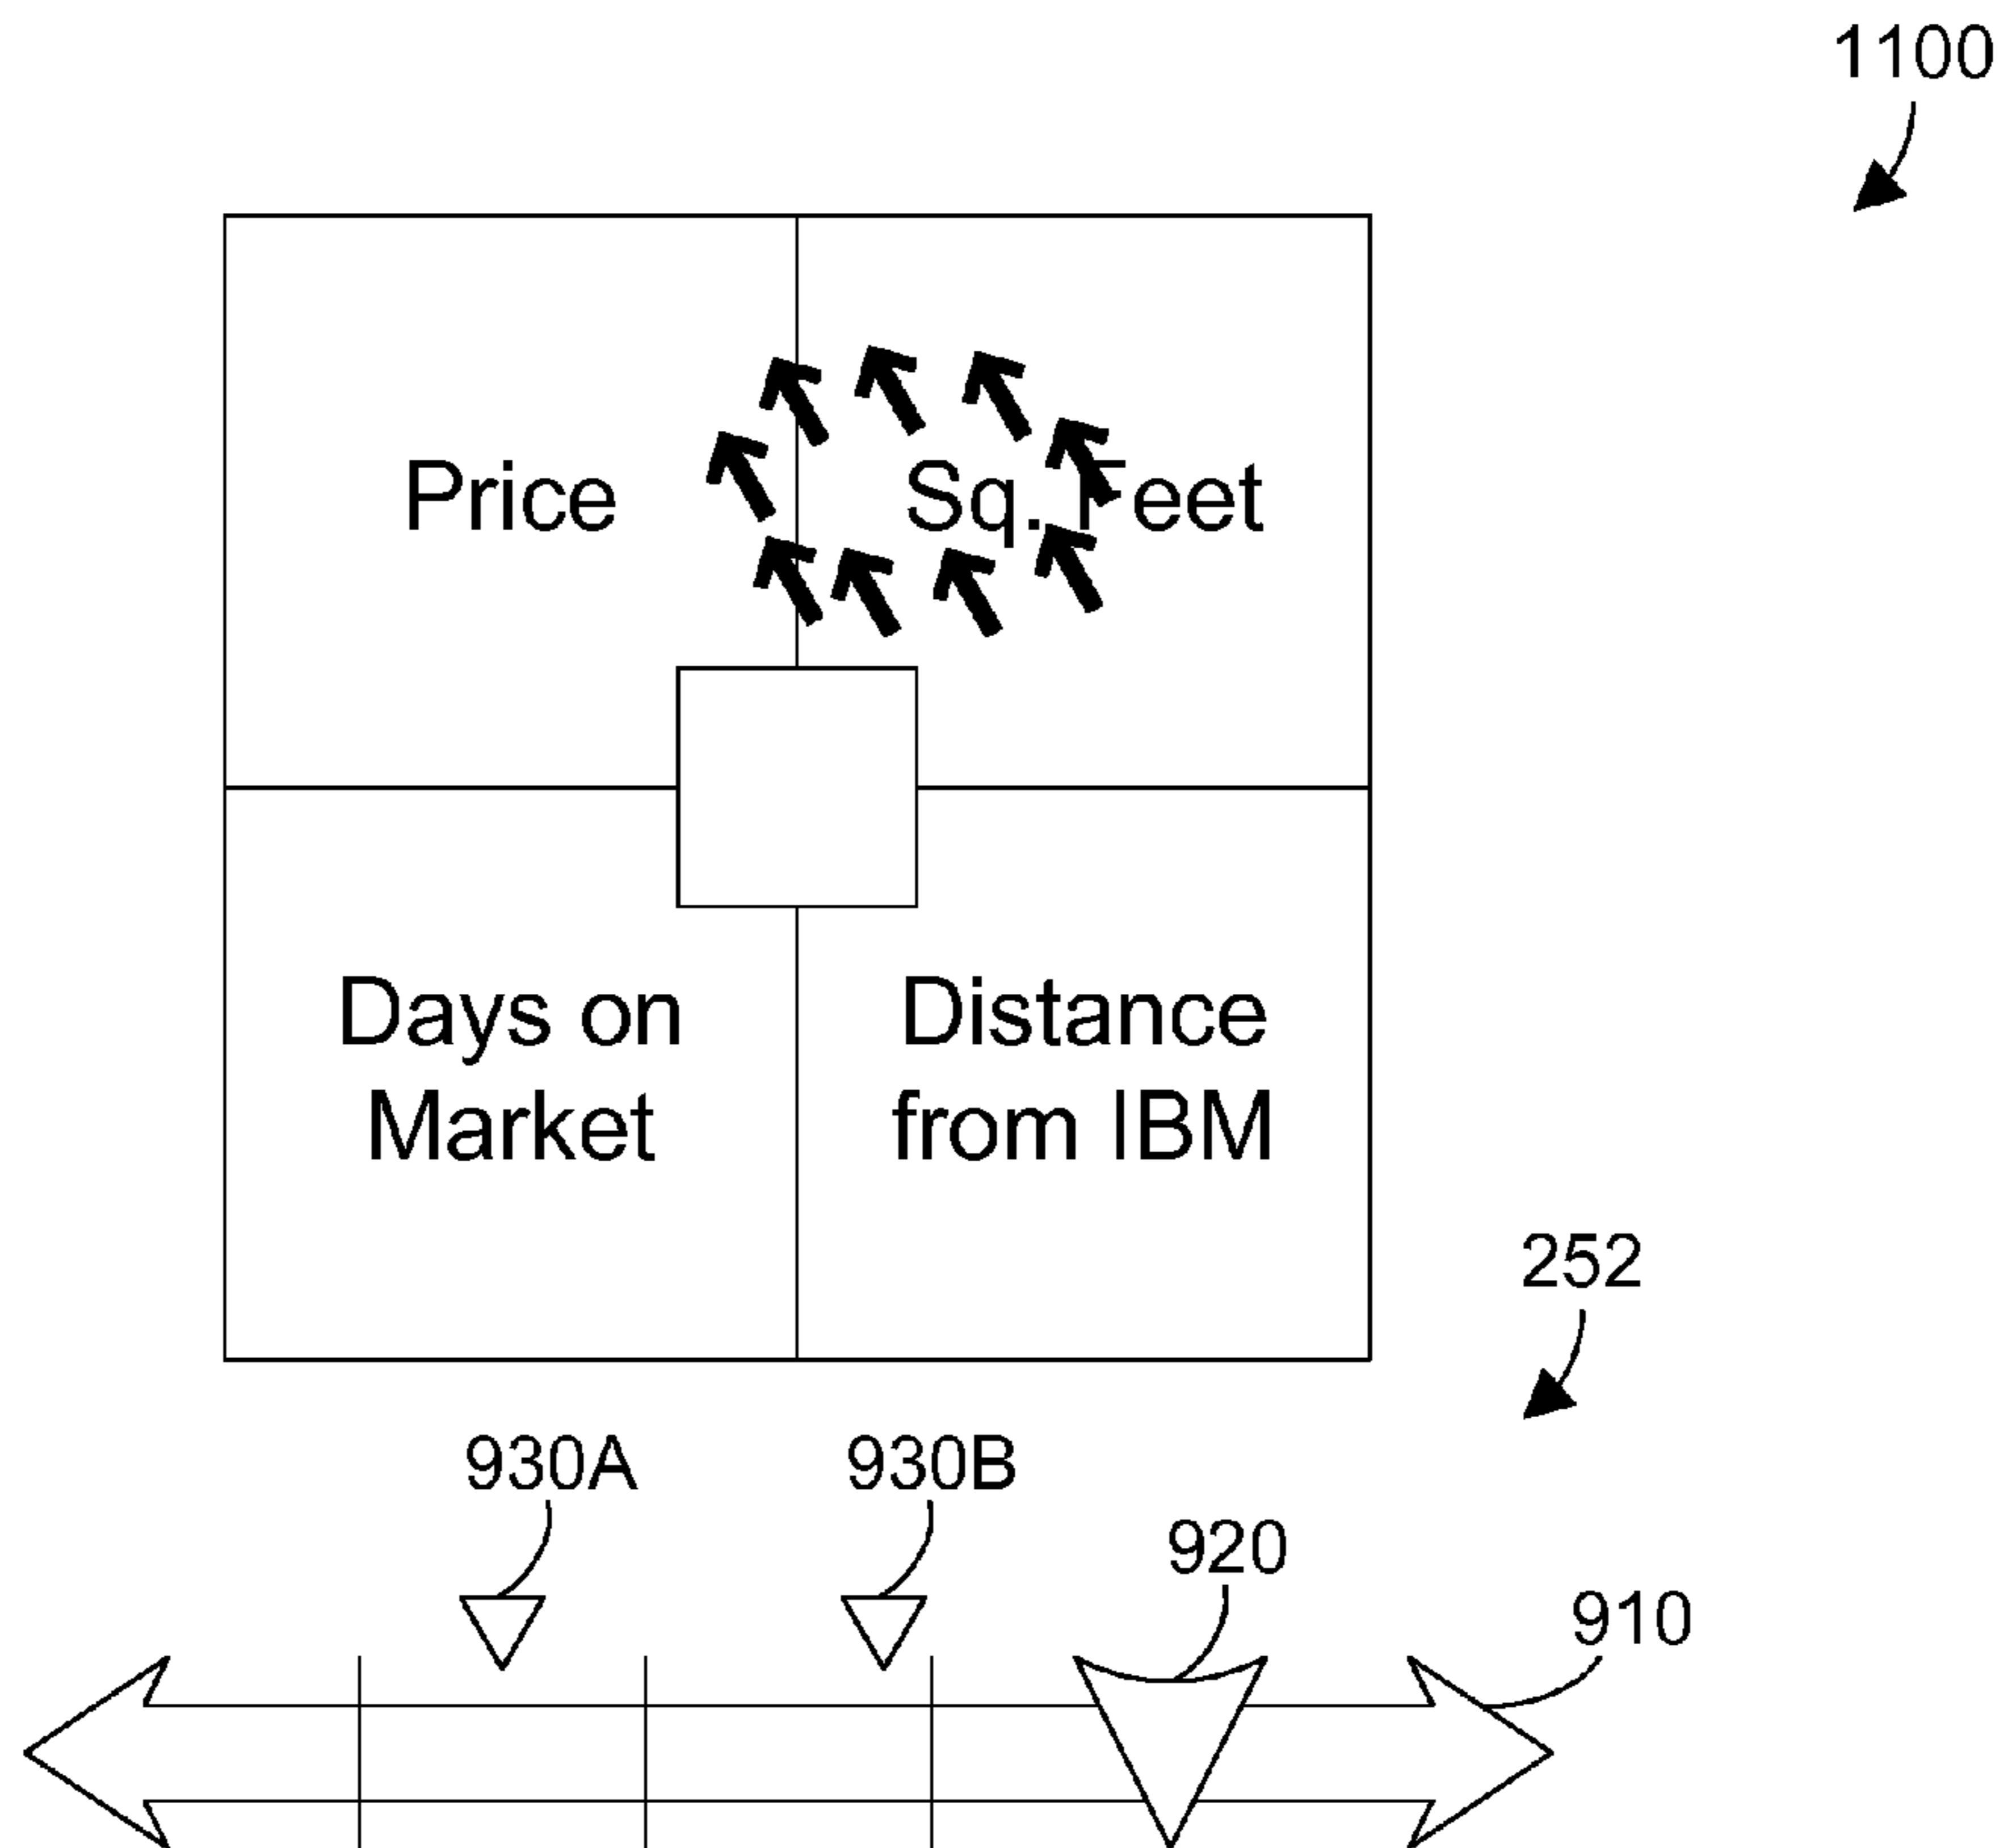 1100
Price
Sq. Feet
Days on
Market
Distance
from IBM
252
930A
930B
920
910